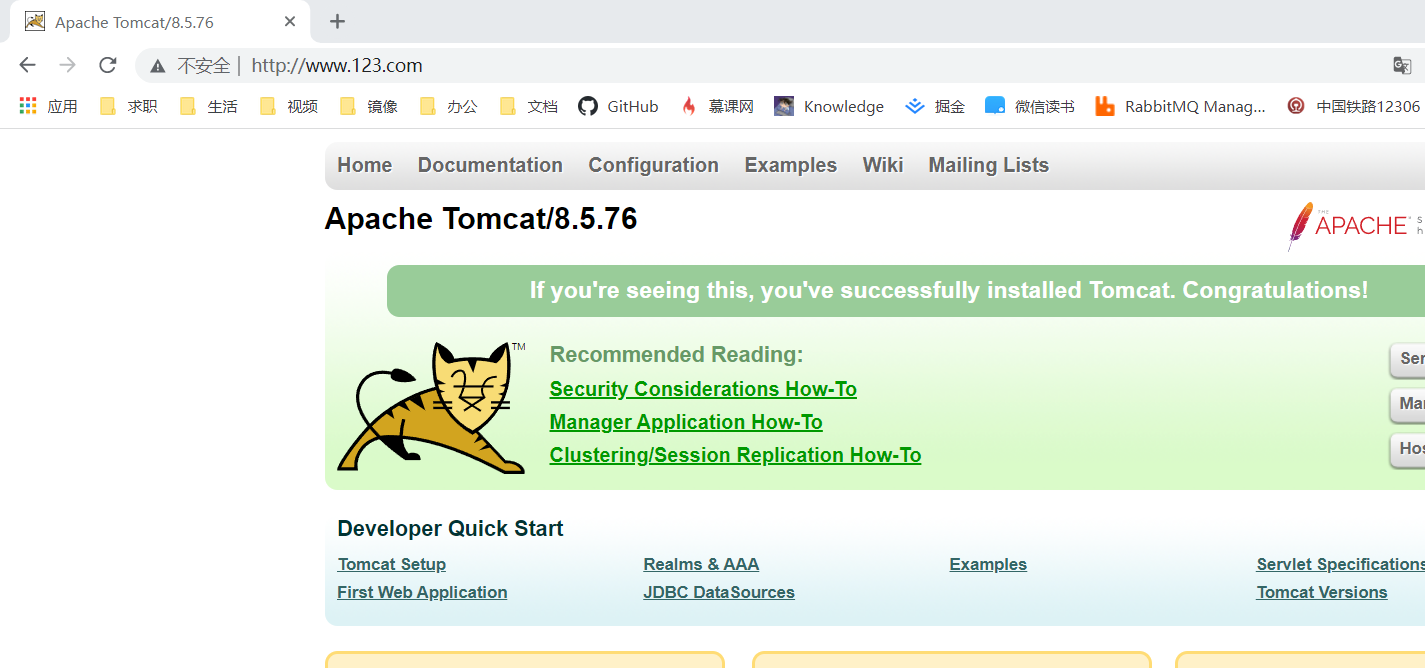 Apache Tomcat/8.5.76
不安全 | http://www.123.com
应用 求职 生活 视频 镜像 办公 文档 GitHub 慕课网 Knowledge 掘金 微信读书 RabbitMQ Manag... 中国铁路12306
Home Documentation Configuration Examples Wiki Mailing Lists
Apache Tomcat/8.5.76
THE
APACHE
If you're seeing this, you've successfully installed Tomcat. Congratulations!
TM
Recommended Reading:
Security Considerations How-To
Manager Application How-To
Clustering/Session Replication How-To
Developer Quick Start
Tomcat Setup Realms & AAA Examples Servlet Specifications
First Web Application JDBC DataSources Tomcat Versions